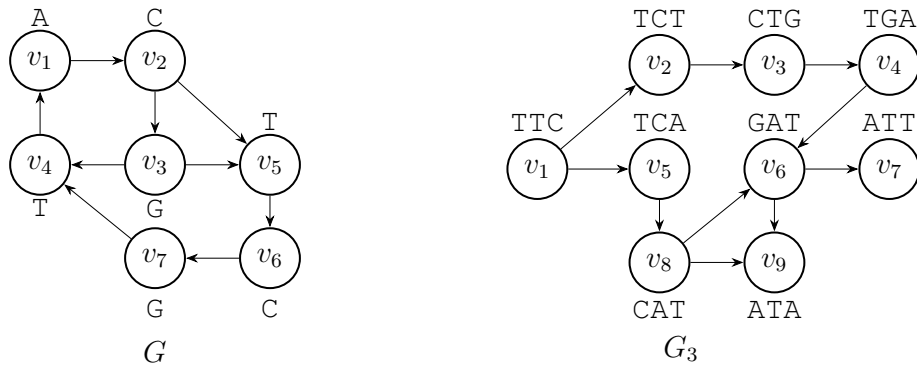 A C
v₁ v₂
T
v₄ v₃ v₅
T G
v₇ v₆
G C
G
TCT CTG TGA
v₂ v₃ v₄
TTC TCA GAT ATT
v₁ v₅ v₆ v₇
v₈ v₉
CAT ATA
G₃